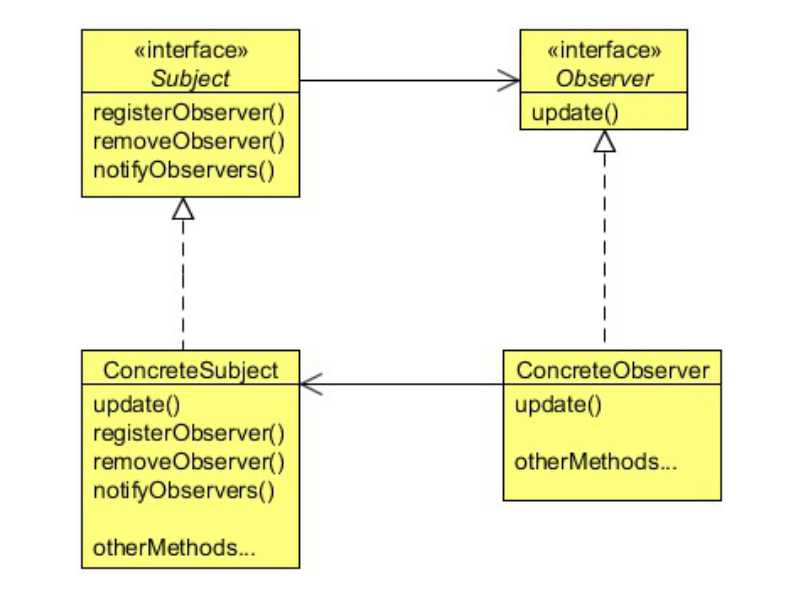 «interface»
Subject
registerObserver()
removeObserver()
notifyObservers()
«interface»
Observer
update()
ConcreteSubject
update()
registerObserver()
removeObserver()
notifyObservers()
otherMethods...
ConcreteObserver
update()
otherMethods...